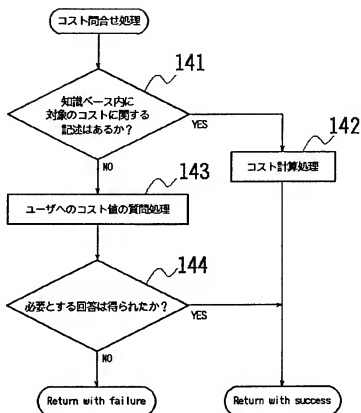 コスト問合せ処理
141
知識ベース内に
対象のコストに関する
記述はあるか？
YES
142
NO
コスト計算処理
143
ユーザへのコスト値の質問処理
144
必要とする回答は得られたか？
YES
NO
Return with failure
Return with success